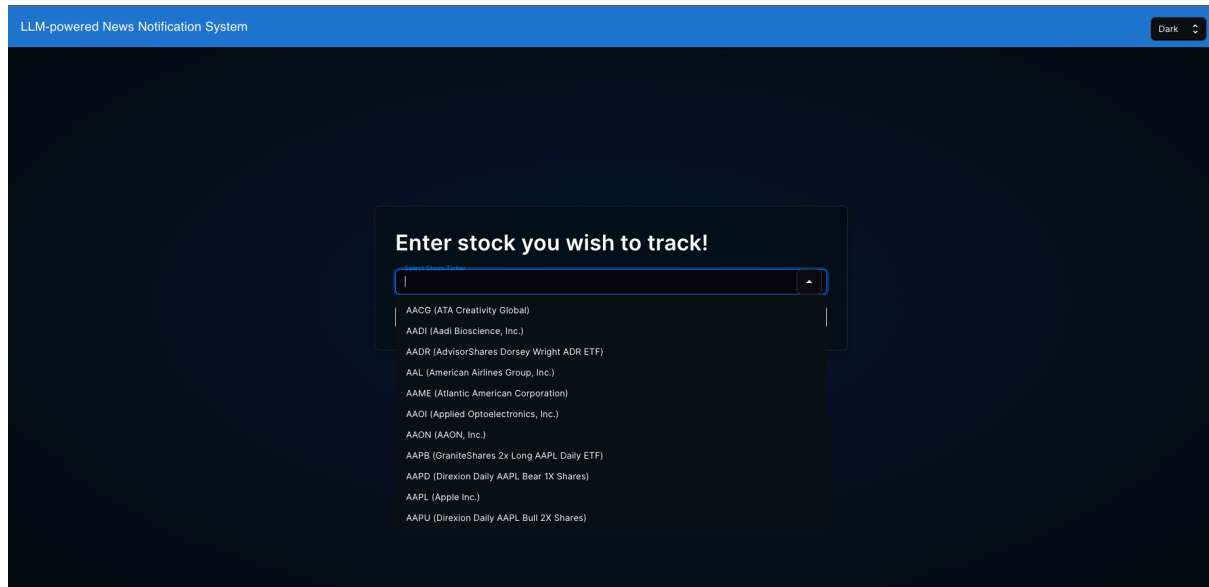 LLM-powered News Notification System
Dark
Enter stock you wish to track!
Select Stock Ticker
AACG (ATA Creativity Global)
AADI (Aadi Bioscience, Inc.)
AADR (AdvisorShares Dorsey Wright ADR ETF)
AAL (American Airlines Group, Inc.)
AAME (Atlantic American Corporation)
AAOI (Applied Optoelectronics, Inc.)
AAON (AAON, Inc.)
AAPB (GraniteShares 2x Long AAPL Daily ETF)
AAPD (Direxion Daily AAPL Bear 1X Shares)
AAPL (Apple Inc.)
AAPU (Direxion Daily AAPL Bull 2X Shares)